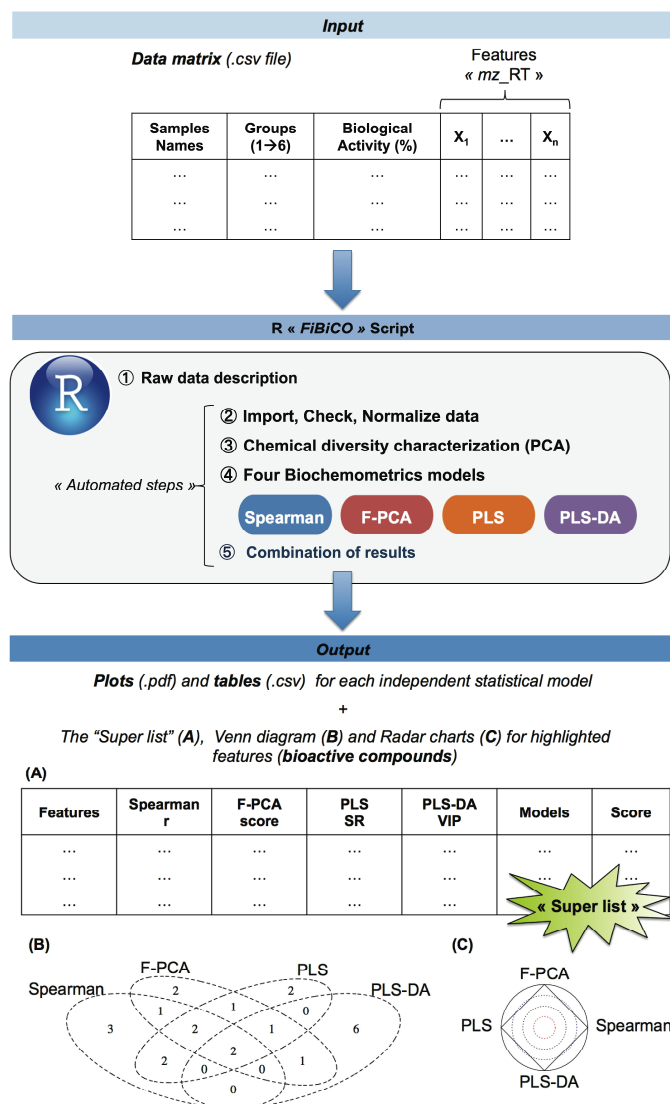 Input
Data matrix (.csv file)
Features
« mz_RT »
Samples Names
Groups (1→6)
Biological Activity (%)
X1
...
Xn
... ... ... ... ... ...
... ... ... ... ... ...
... ... ... ... ... ...
R « FiBiCO » Script
R
① Raw data description
② Import, Check, Normalize data
③ Chemical diversity characterization (PCA)
« Automated steps »
④ Four Biochemometrics models
Spearman F-PCA PLS PLS-DA
⑤ Combination of results
Output
Plots (.pdf) and tables (.csv) for each independent statistical model
+
The “Super list” (A), Venn diagram (B) and Radar charts (C) for highlighted
features (bioactive compounds)
(A)
Features
Spearman r
F-PCA score
PLS SR
PLS-DA VIP
Models
Score
... ... ... ... ... ... ...
... ... ... ... ... ... ...
... ... ... ... ...
« Super list »
(B)
Spearman
F-PCA
PLS
PLS-DA
2 2
1 1 0
3 2 1 6
2 2 1
0 0
0
(C)
F-PCA
PLS
Spearman
PLS-DA